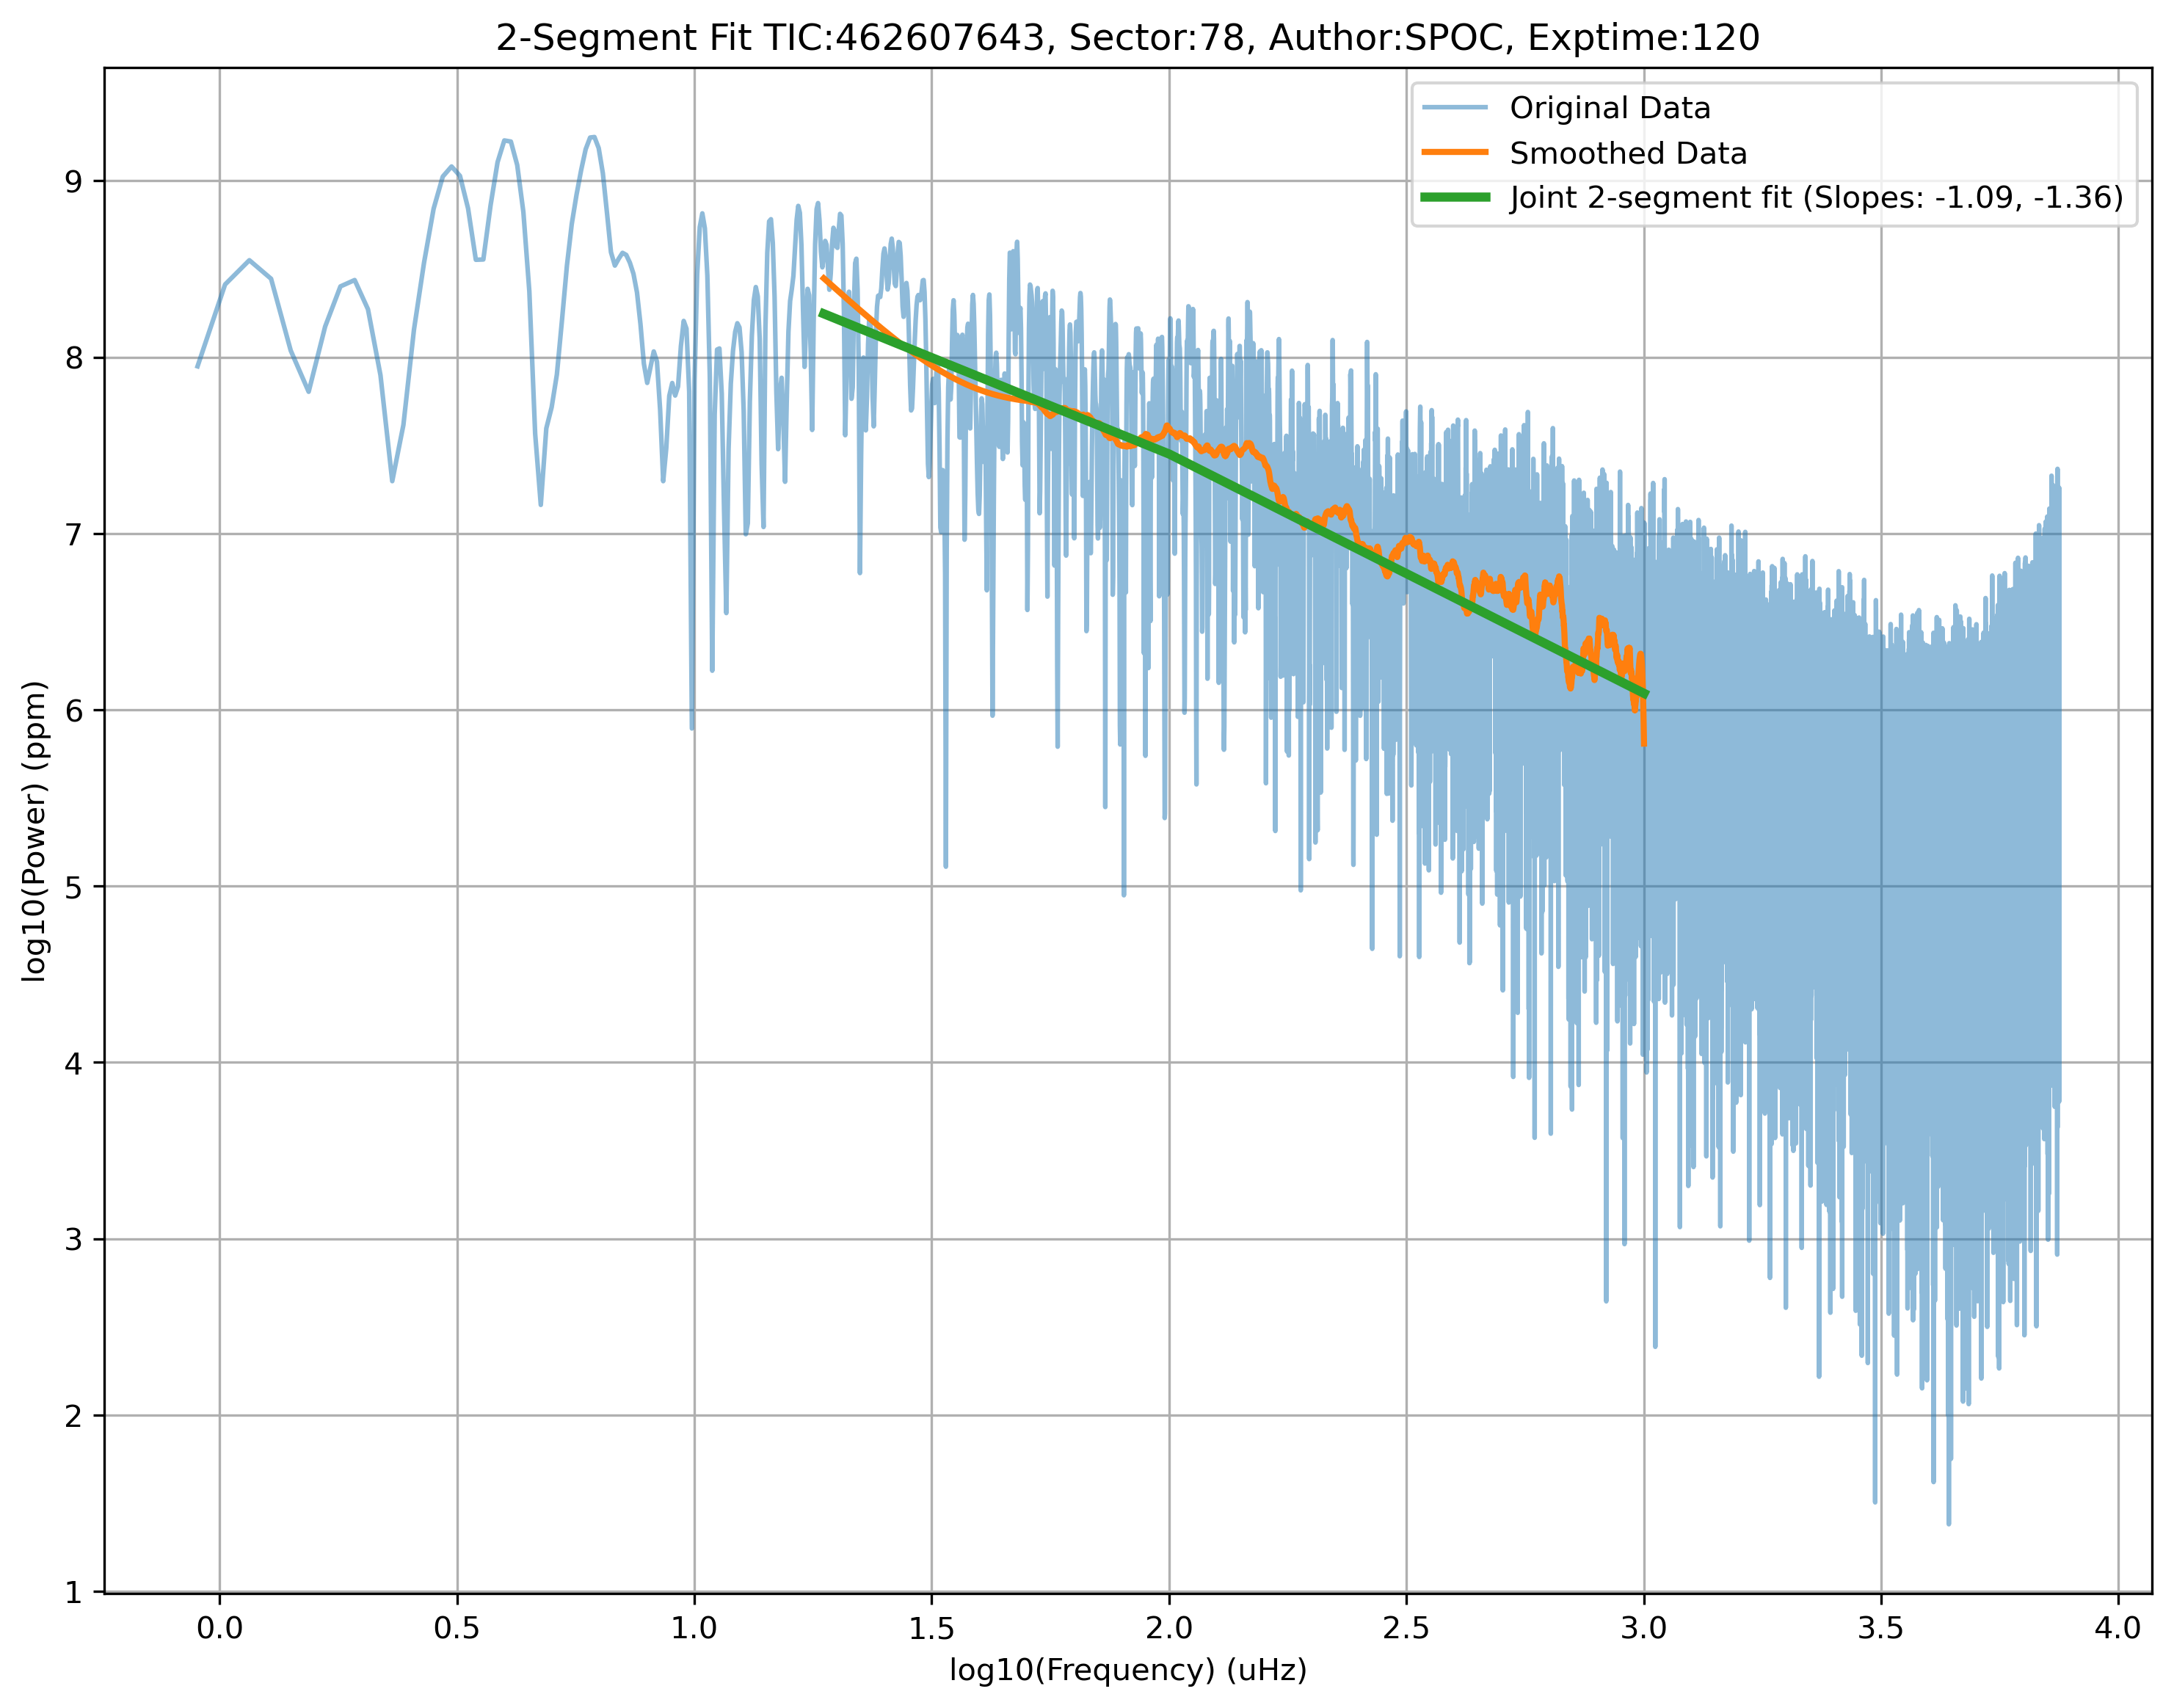 2-Segment Fit TIC:462607643, Sector:78, Author:SPOC, Exptime:120
Original Data
Smoothed Data
Joint 2-segment fit (Slopes: -1.09, -1.36)
9
8
7
6
5
4
3
2
1
log10(Power) (ppm)
0.0 0.5 1.0 1.5 2.0 2.5 3.0 3.5 4.0
log10(Frequency) (uHz)